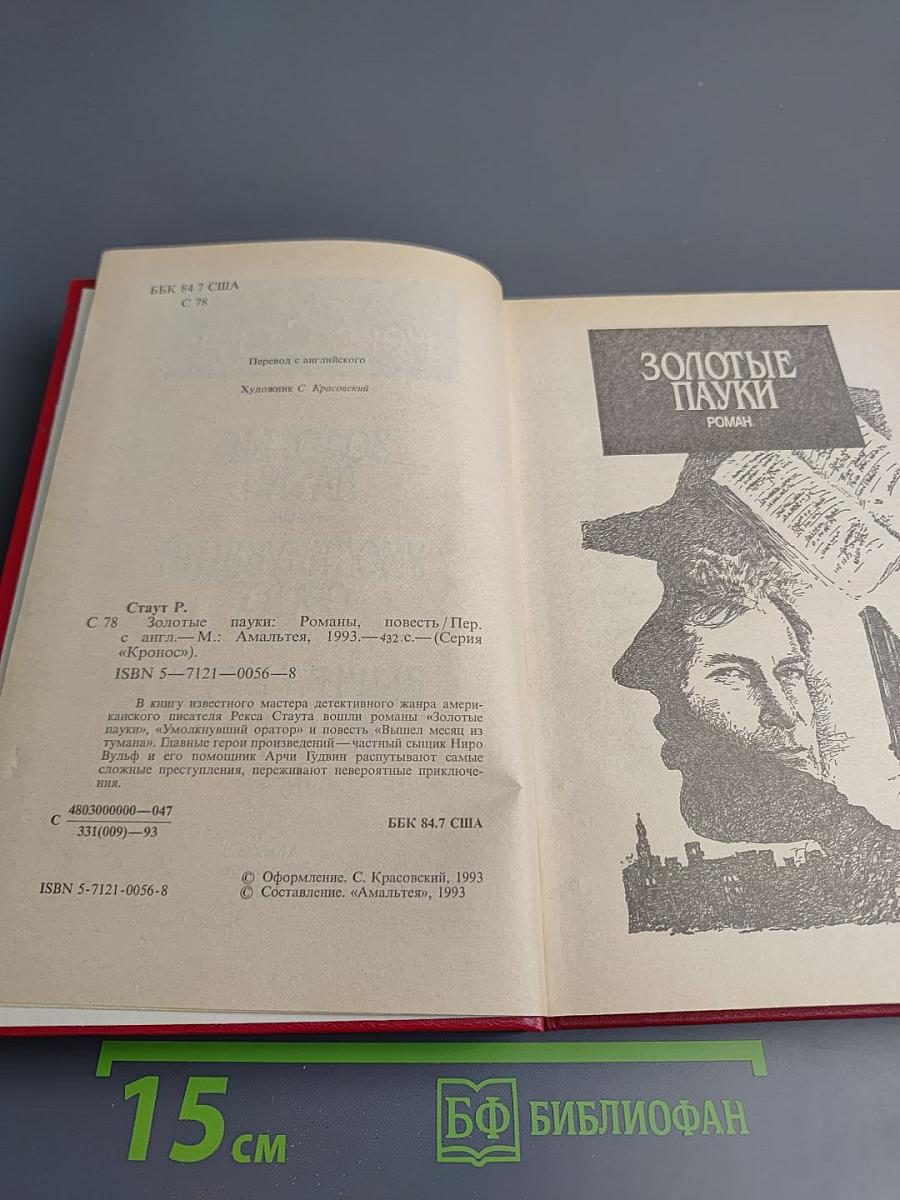 ББК 84 7 США
С 78
Перевод с английского
Художник С Красовский
Стаут Р.
С 78 Золотые пауки: Романы, повесть/Пер.
с англ.—М.: Амальтея, 1993.—432.с.—(Серия
«Кронос»).
ISBN 5—7121—0056—8
В книгу известного мастера детективного жанра амери-
канского писателя Рекса Стаута вошли романы «Золотые
пауки», «Умолкнувший оратор» и повесть «Вышел месяц из
тумана». Главные герои произведений—частный сыщик Ниро
Вульф и его помощник Арчи Гудвин распутывают самые
сложные преступления, переживают невероятные приключе-
ния.
С 4803000000—047
331(009)—93
ББК 84.7 США
ISBN 5-7121-0056-8
© Оформление. С. Красовский, 1993
© Составление. «Амальтея», 1993
ЗОЛОТЫЕ
ПАУКИ
РОМАН
15 см
БФ БИБЛИОФАН